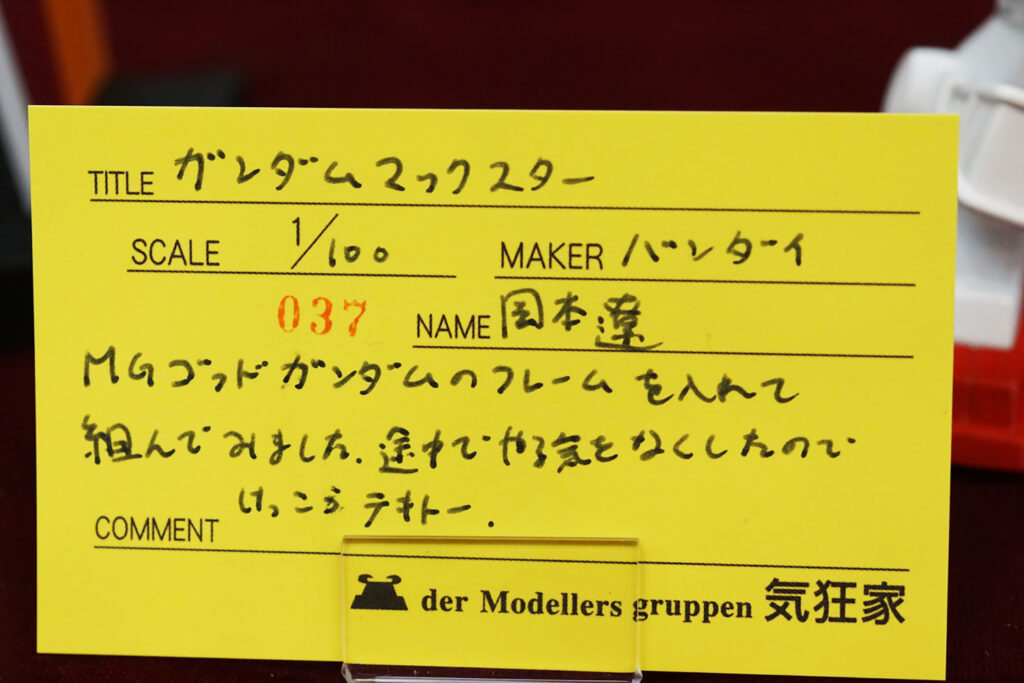 TITLE ガンダムマックスター
SCALE 1/100 MAKER バンダーイ
037 NAME 岡本遼
MGゴッドガンダムのフレームを入れて
組んでみました.途中でやる気をなくしたので
けっこうテキトー.
COMMENT
der Modellers gruppen 気狂家